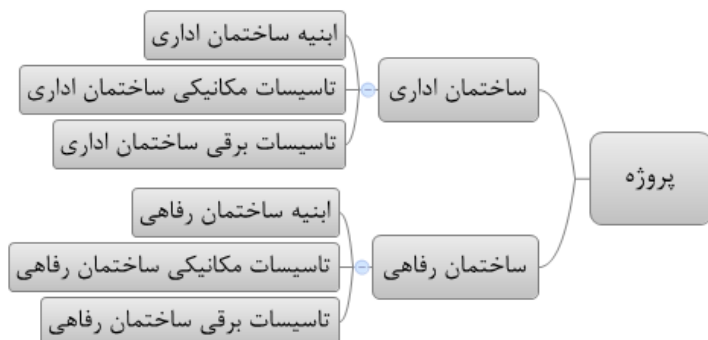 پروژه
ساختمان اداری
ابنیه ساختمان اداری
تاسیسات مکانیکی ساختمان اداری
تاسیسات برقی ساختمان اداری
ساختمان رفاهی
ابنیه ساختمان رفاهی
تاسیسات مکانیکی ساختمان رفاهی
تاسیسات برقی ساختمان رفاهی